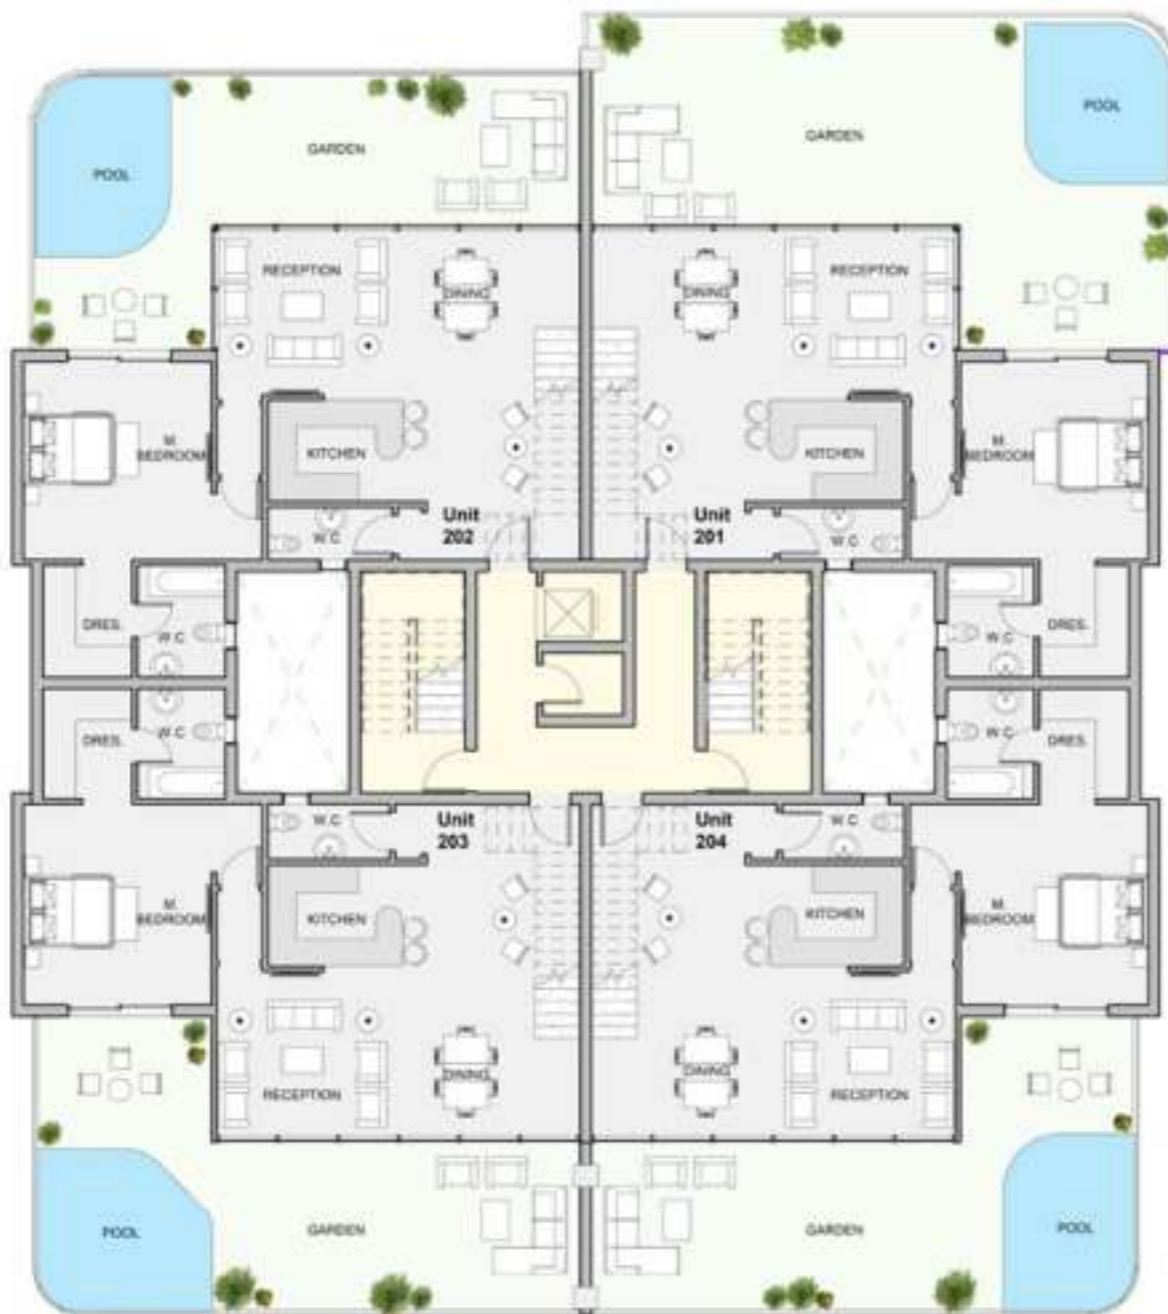 POOL
GARDEN
POOL
GARDEN
RECEPTION
DINING
DINING
RECEPTION
M.
BEDROOM
KITCHEN
KITCHEN
M.
BEDROOM
W.C
Unit
202
Unit
201
W.C
DRES.
W.C
W.C
DRES.
DRES.
W.C
W.C
DRES.
W.C
Unit
203
Unit
204
W.C
M.
BEDROOM
KITCHEN
KITCHEN
M.
BEDROOM
RECEPTION
DINING
DINING
RECEPTION
POOL
GARDEN
GARDEN
POOL